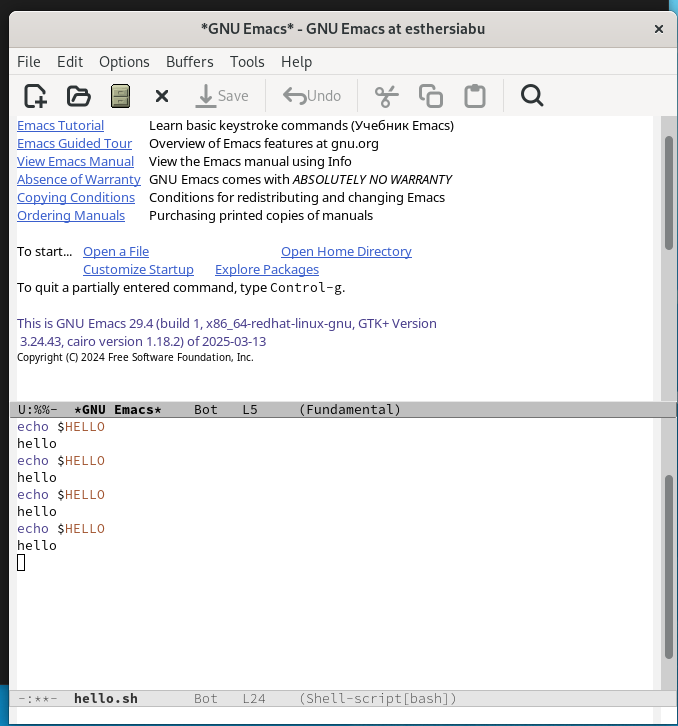 *GNU Emacs* - GNU Emacs at esthersiabu
File Edit Options Buffers Tools Help
Save Undo
Emacs Tutorial Learn basic keystroke commands (Учебник Emacs)
Emacs Guided Tour Overview of Emacs features at gnu.org
View Emacs Manual View the Emacs manual using Info
Absence of Warranty GNU Emacs comes with ABSOLUTELY NO WARRANTY
Copying Conditions Conditions for redistributing and changing Emacs
Ordering Manuals Purchasing printed copies of manuals
To start... Open a File Open Home Directory
Customize Startup Explore Packages
To quit a partially entered command, type Control-g.
This is GNU Emacs 29.4 (build 1, x86_64-redhat-linux-gnu, GTK+ Version
3.24.43, cairo version 1.18.2) of 2025-03-13
Copyright (C) 2024 Free Software Foundation, Inc.
U:%%- *GNU Emacs* Bot L5 (Fundamental)
echo $HELLO
hello
echo $HELLO
hello
echo $HELLO
hello
echo $HELLO
hello
-:**- hello.sh Bot L24 (Shell-script[bash])